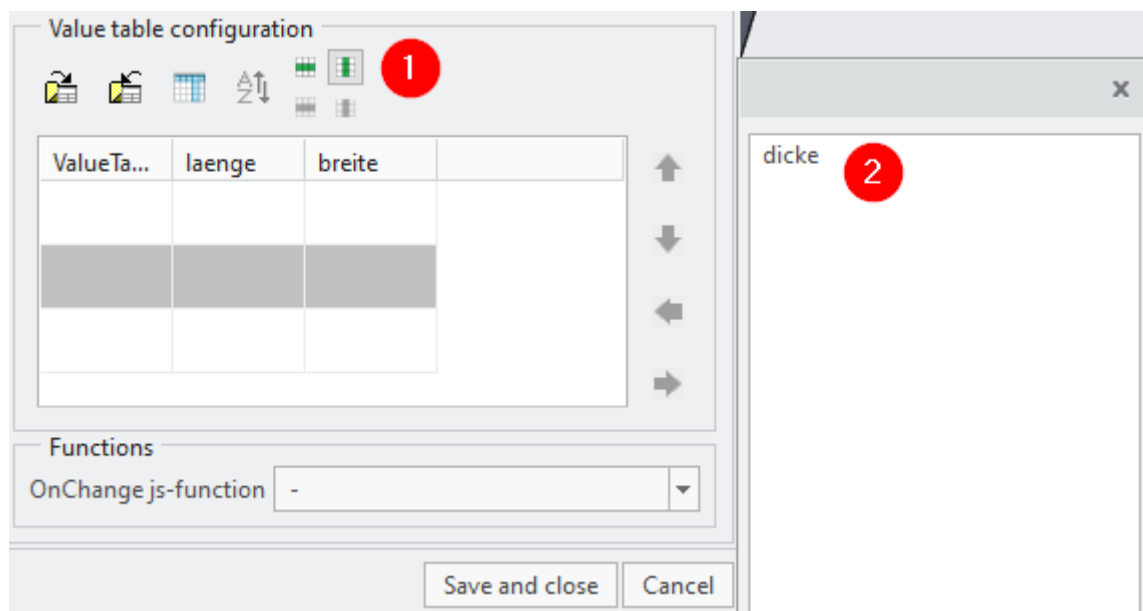 Value table configuration
1
ValueTa... laenge breite
Functions
OnChange js-function -
Save and close Cancel
x
dicke 2